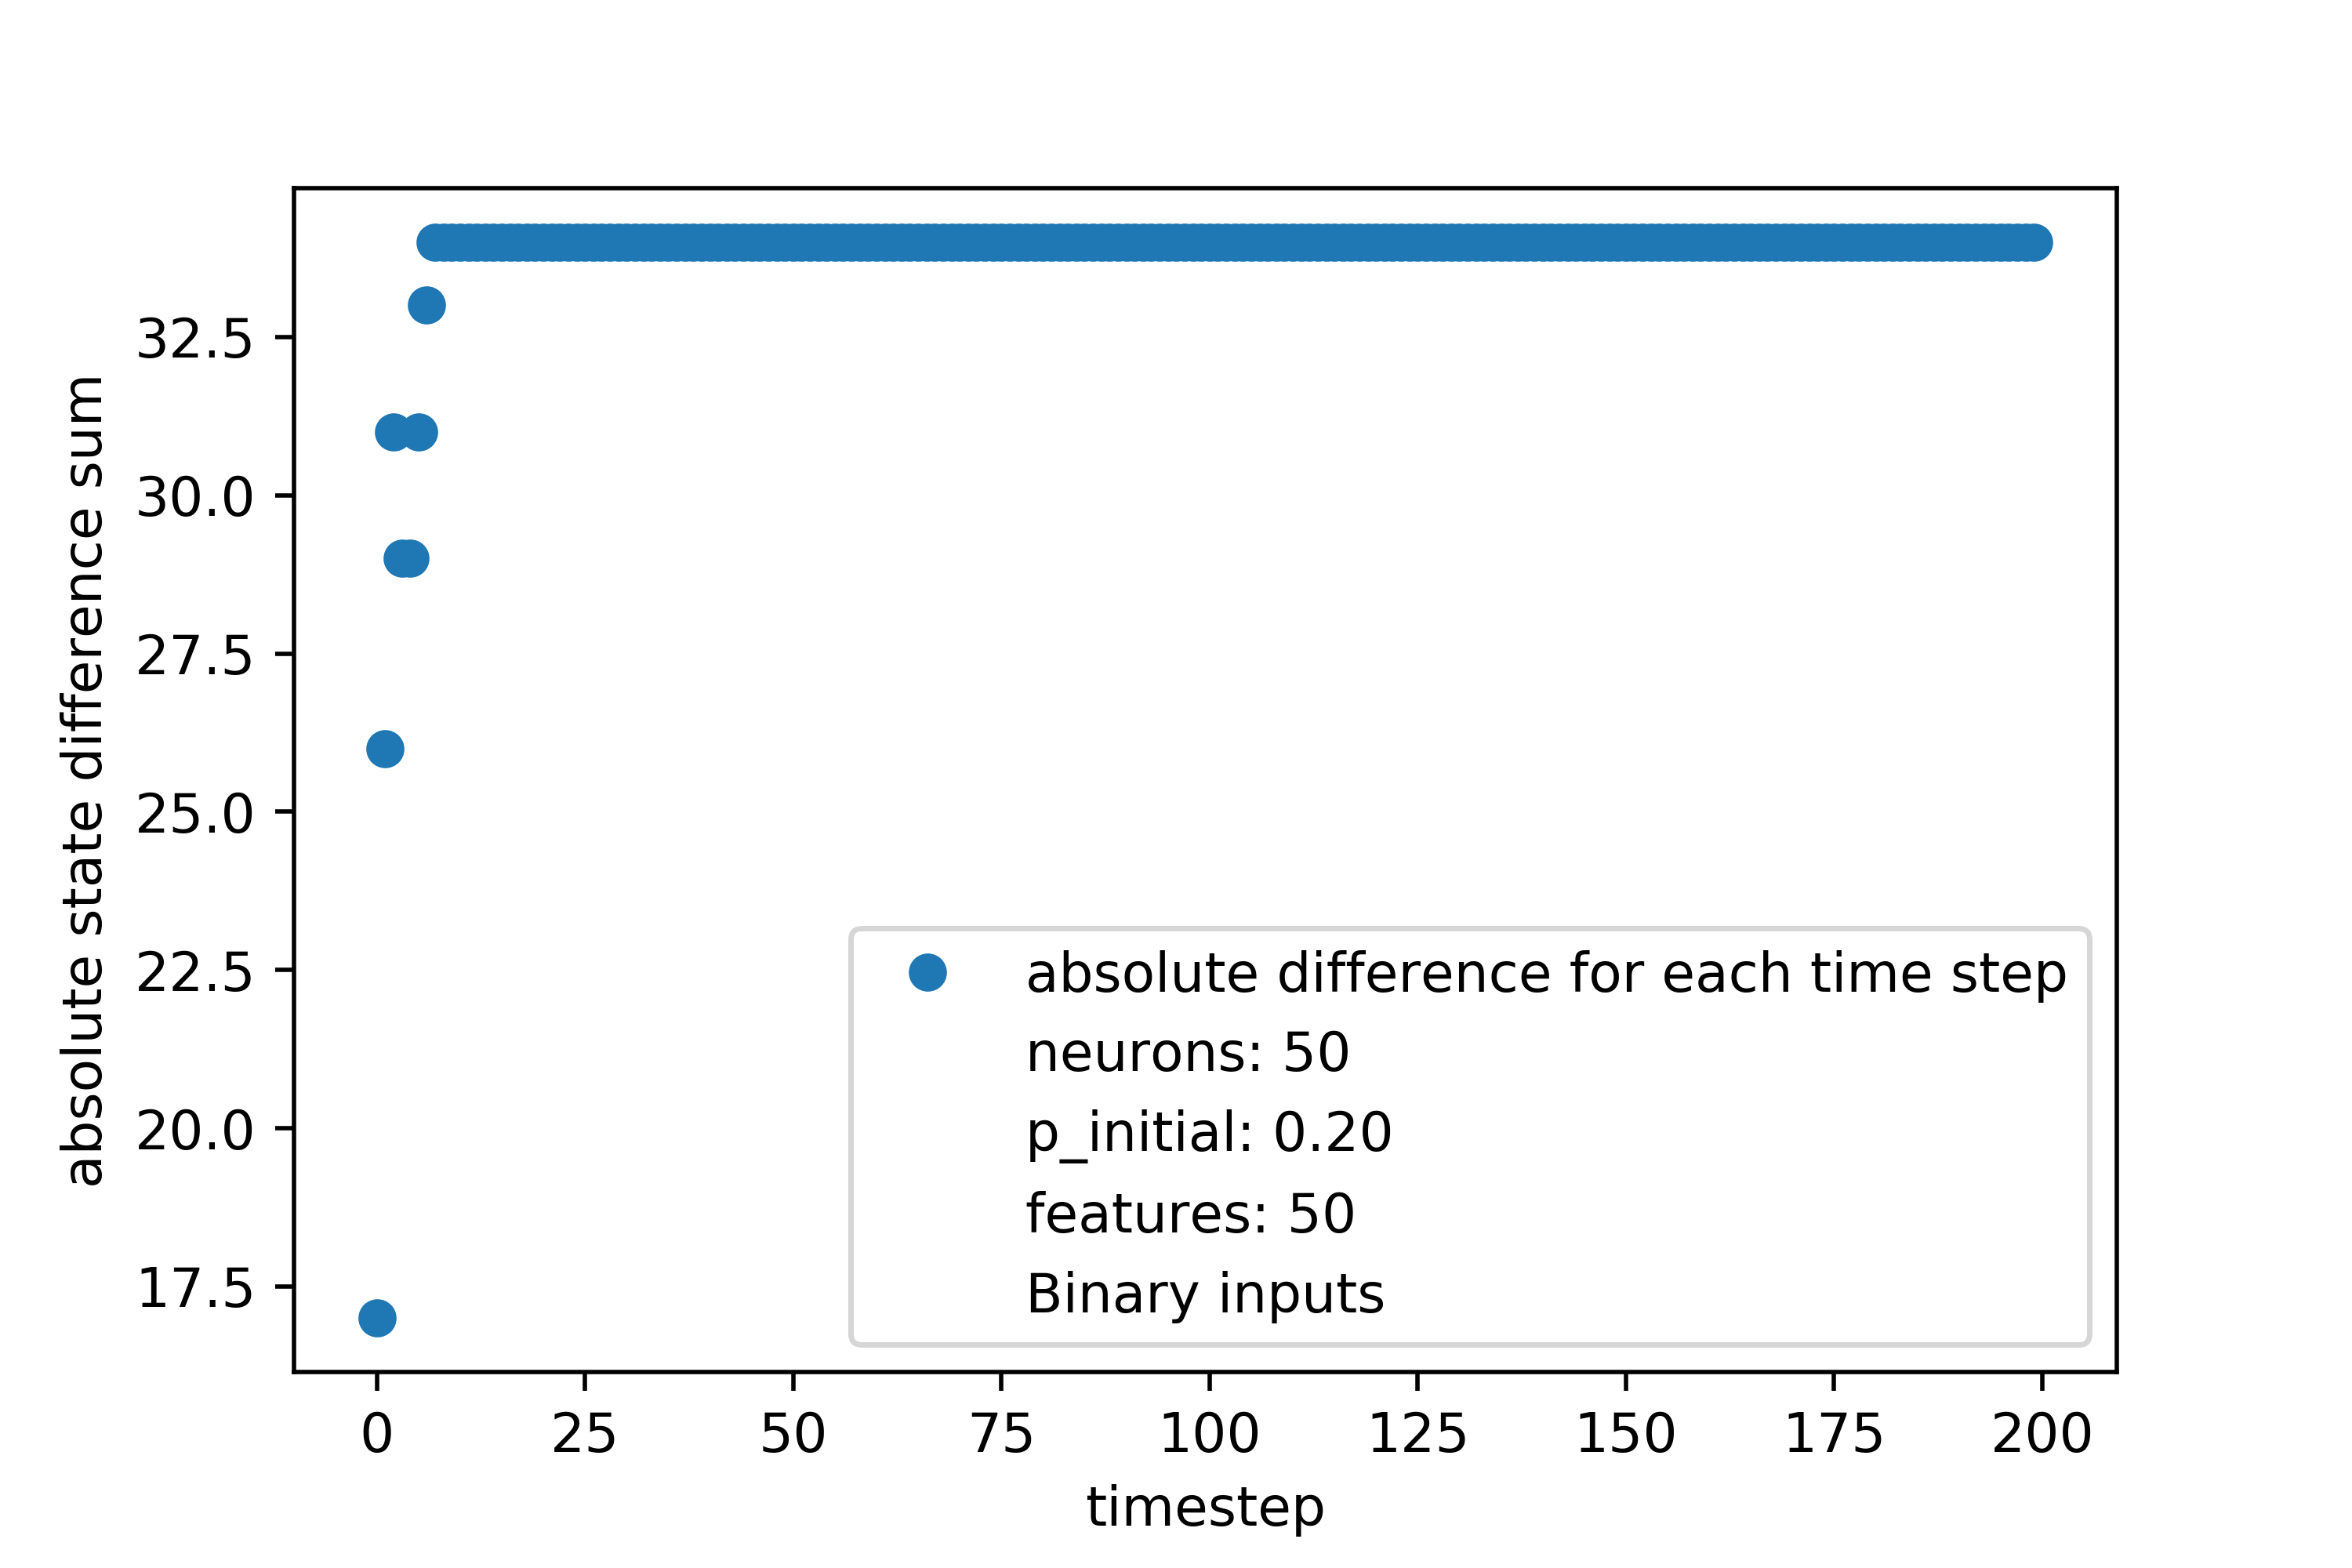 32.5
30.0
27.5
25.0
22.5
20.0
17.5
absolute state difference sum
absolute difference for each time step
neurons: 50
p_initial: 0.20
features: 50
Binary inputs
0 25 50 75 100 125 150 175 200
timestep